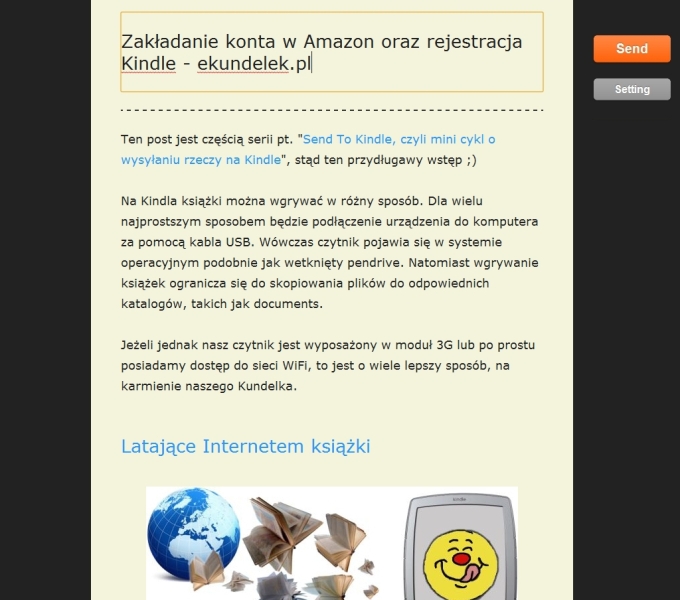 Zakładanie konta w Amazon oraz rejestracja
Kindle - ekundelek.pl
Send
Setting
Ten post jest częścią serii pt. "Send To Kindle, czyli mini cykl o
wysyłaniu rzeczy na Kindle", stąd ten przydługawy wstęp ;)
Na Kindla książki można wgrywać w różny sposób. Dla wielu
najprostszym sposobem będzie podłączenie urządzenia do komputera
za pomocą kabla USB. Wówczas czytnik pojawia się w systemie
operacyjnym podobnie jak wetknięty pendrive. Natomiast wgrywanie
książek ogranicza się do skopiowania plików do odpowiednich
katalogów, takich jak documents.
Jeżeli jednak nasz czytnik jest wyposażony w moduł 3G lub po prostu
posiadamy dostęp do sieci WiFi, to jest o wiele lepszy sposób, na
karmienie naszego Kundelka.
Latające Internetem książki
kindle